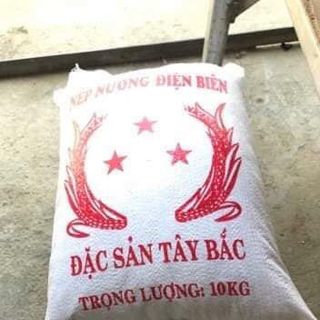 NẾP NƯƠNG ĐIỆN BIÊN
ĐẶC SẢN TÂY BẮC
TRỌNG LƯỢNG: 10KG